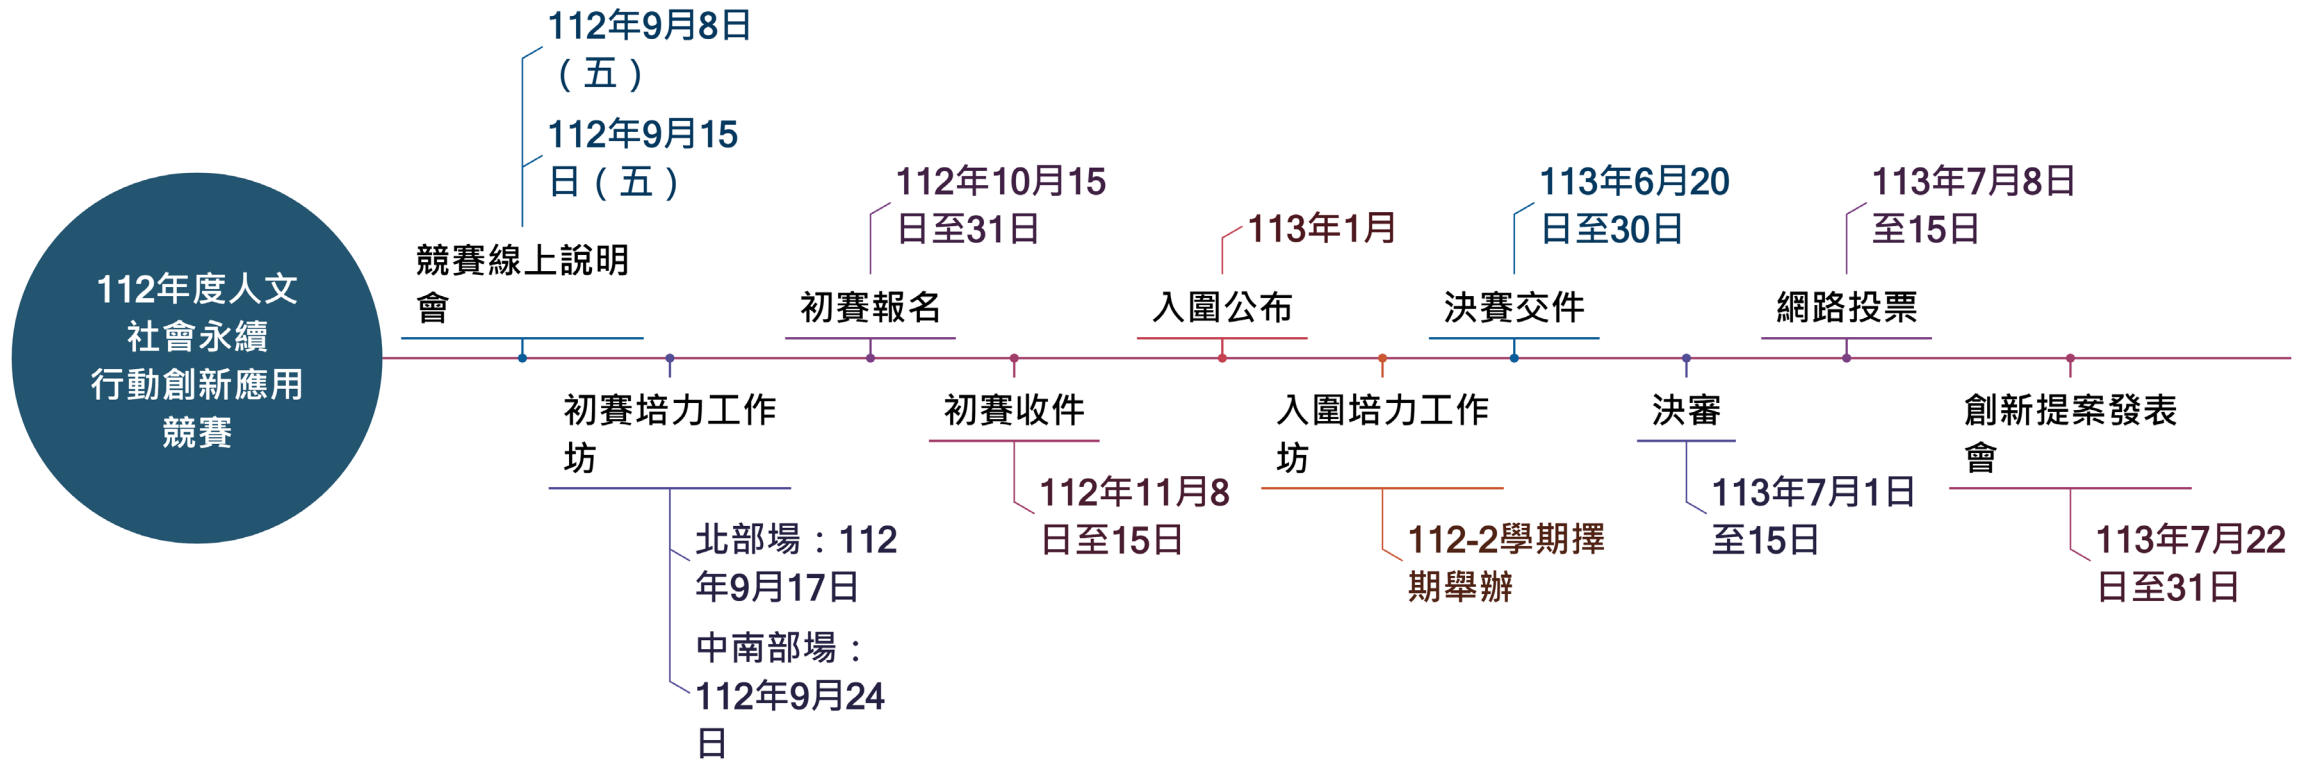 112年度人文
社會永續
行動創新應用
競賽
112年9月8日
（五）
112年9月15
日（五）
競賽線上說明
會
初賽培力工作
坊
北部場：112
年9月17日
中南部場：
112年9月24
日
112年10月15
日至31日
初賽報名
初賽收件
112年11月8
日至15日
113年1月
入圍公布
入圍培力工作
坊
112-2學期擇
期舉辦
113年6月20
日至30日
決賽交件
決審
113年7月1日
至15日
113年7月8日
至15日
網路投票
創新提案發表
會
113年7月22
日至31日